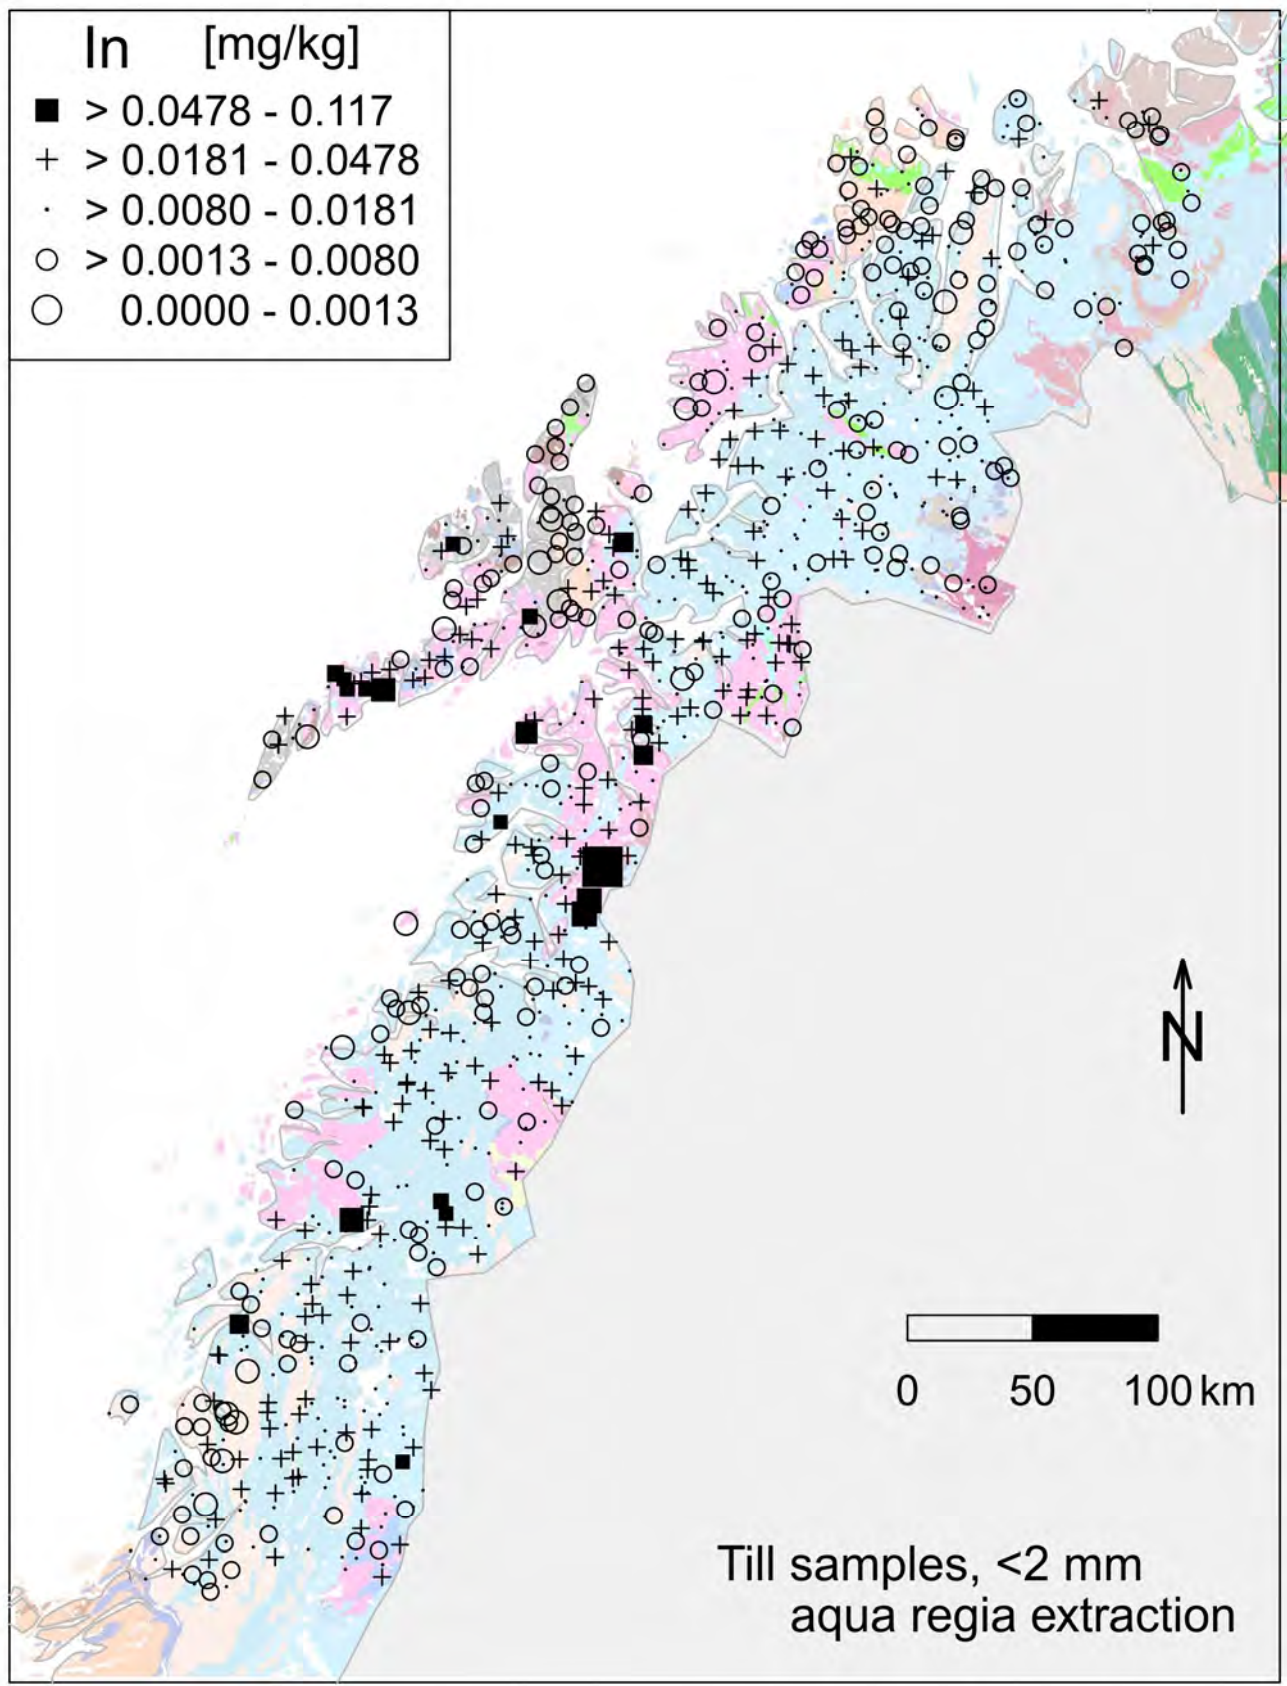 In [mg/kg]
> 0.0478 - 0.117
> 0.0181 - 0.0478
> 0.0080 - 0.0181
> 0.0013 - 0.0080
0.0000 - 0.0013
N
0 50 100 km
Till samples, <2 mm
aqua regia extraction